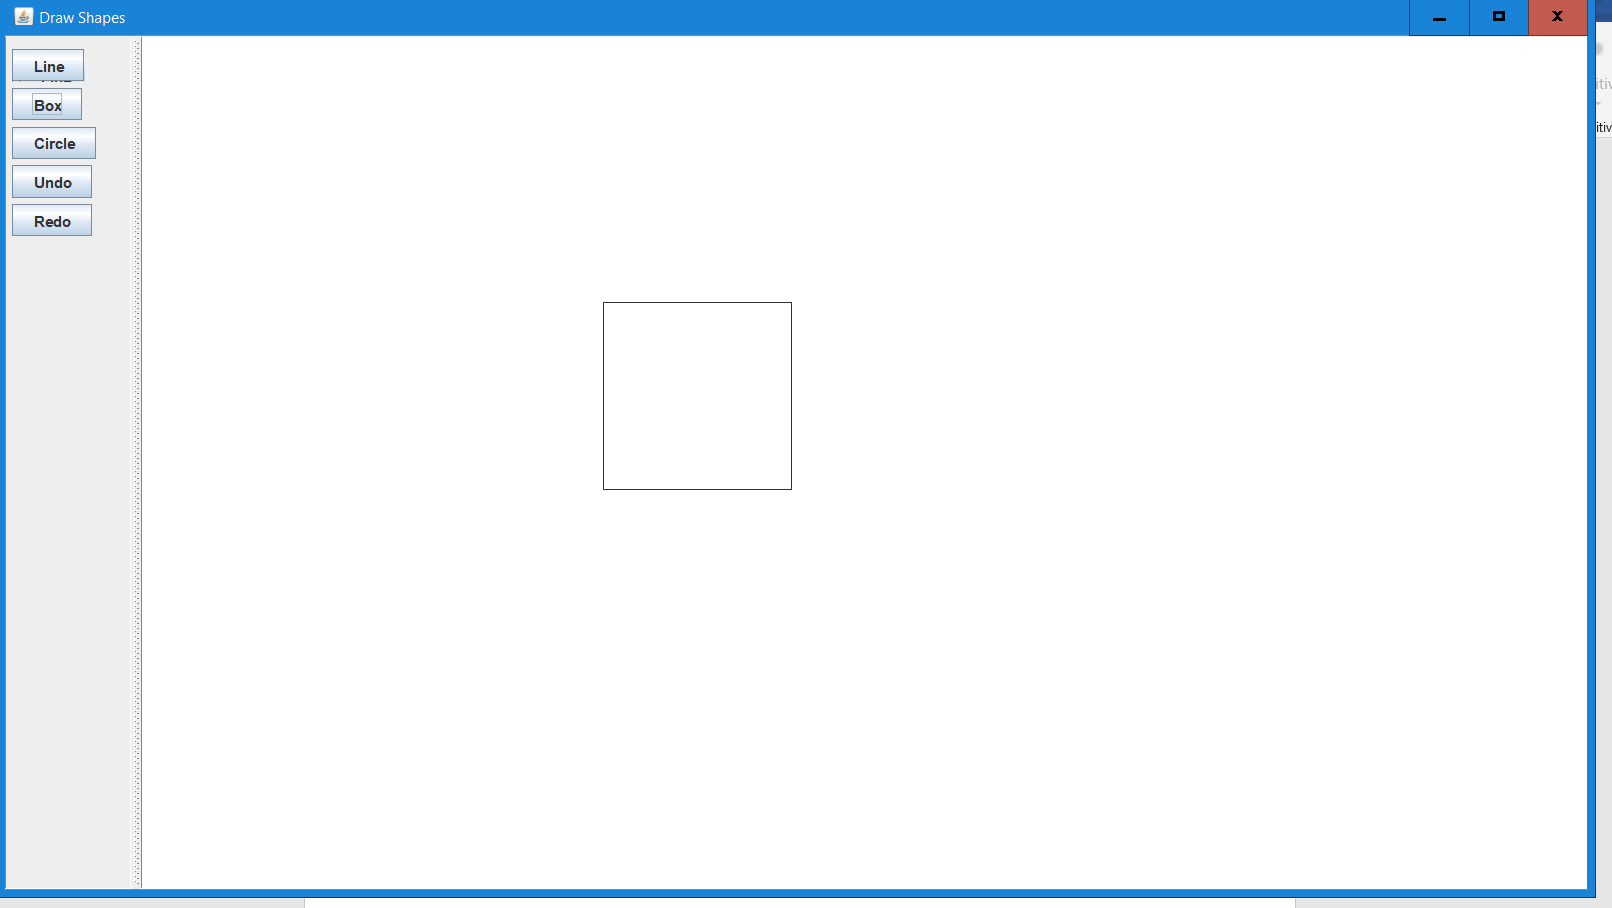 Draw Shapes
Line
Box
Circle
Undo
Redo